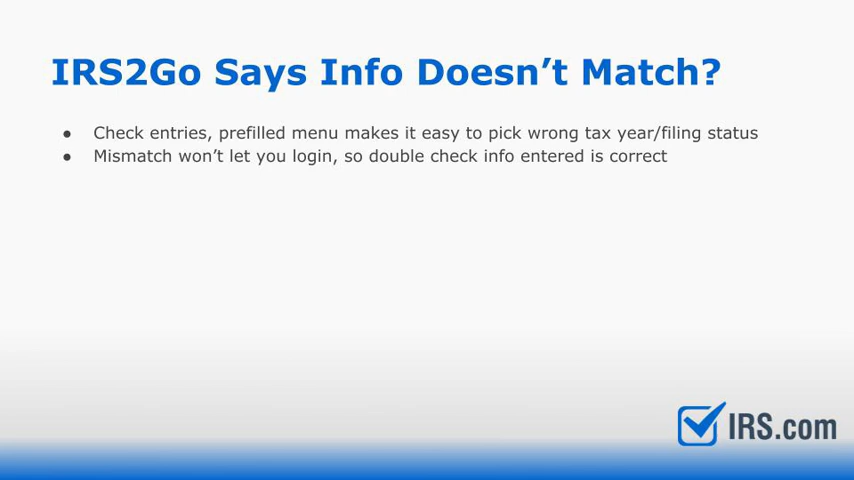 IRS2Go Says Info Doesn’t Match?
● Check entries, prefilled menu makes it easy to pick wrong tax year/filing status
● Mismatch won’t let you login, so double check info entered is correct
IRS.com